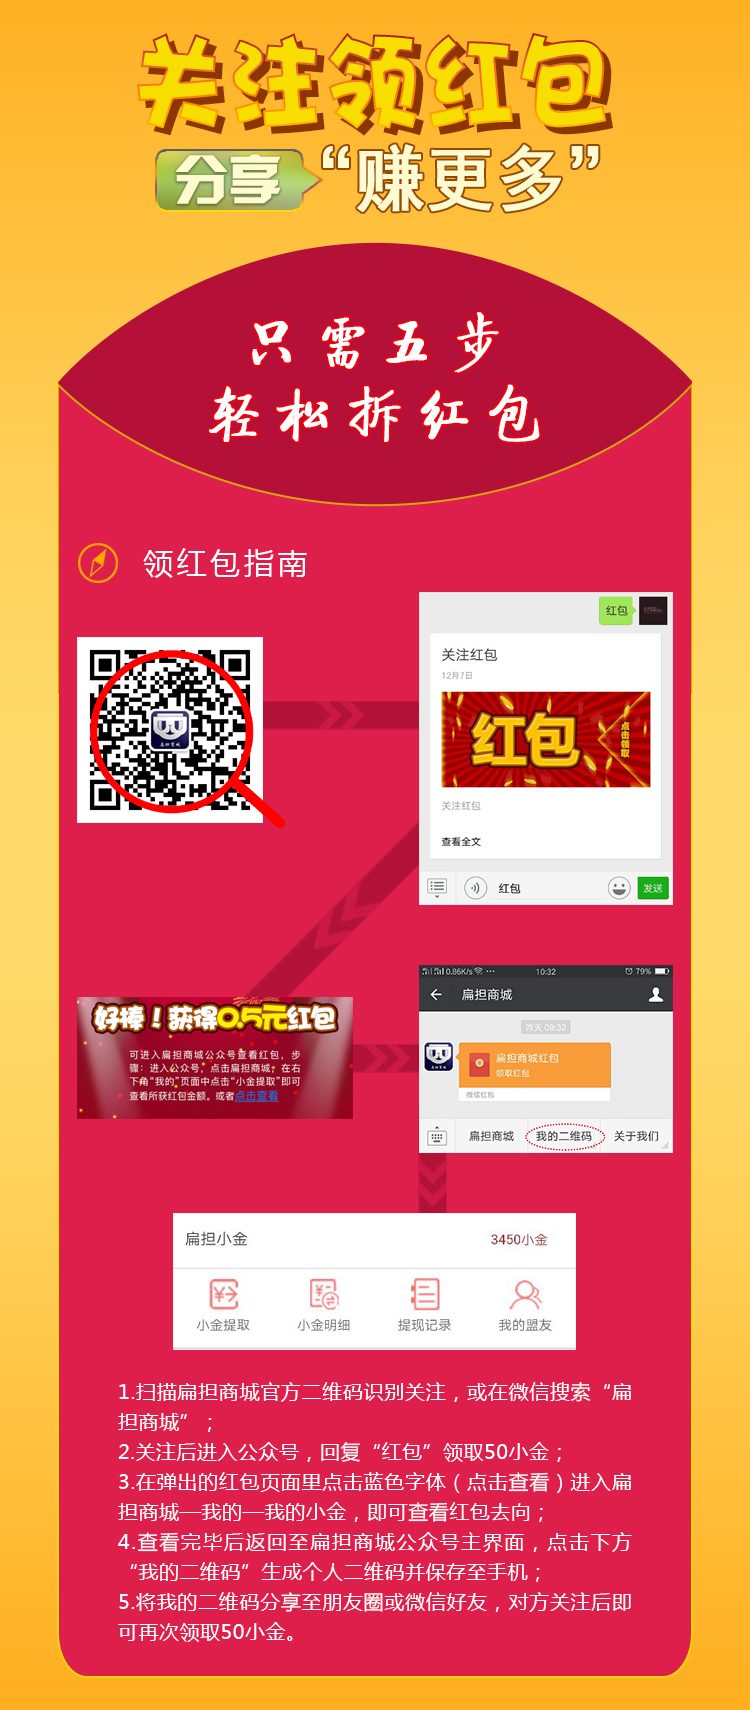 关注领红包
分享“赚更多”
只需五步
轻松拆红包
领红包指南
扁担商城
红包
关注红包
12月7日
红包
点击领取
关注红包
查看全文
红包
发送
好棒！获得0.5元红包
可进入扁担商城公众号查看红包，步
骤：进入公众号，点击扁担商城，在右
下角“我的”页面中点击“小金提取”即可
查看所获红包金额。或者点击查看
0.86K/s
10:32
79%
扁担商城
昨天 09:32
扁担商城红包
领取红包
微信红包
扁担商城
我的二维码
关于我们
扁担小金
3450小金
小金提取
小金明细
提现记录
我的盟友
1.扫描扁担商城官方二维码识别关注，或在微信搜索“扁
担商城”；
2.关注后进入公众号，回复“红包”领取50小金；
3.在弹出的红包页面里点击蓝色字体（点击查看）进入扁
担商城—我的—我的小金，即可查看红包去向；
4.查看完毕后返回至扁担商城公众号主界面，点击下方
“我的二维码”生成个人二维码并保存至手机；
5.将我的二维码分享至朋友圈或微信好友，对方关注后即
可再次领取50小金。